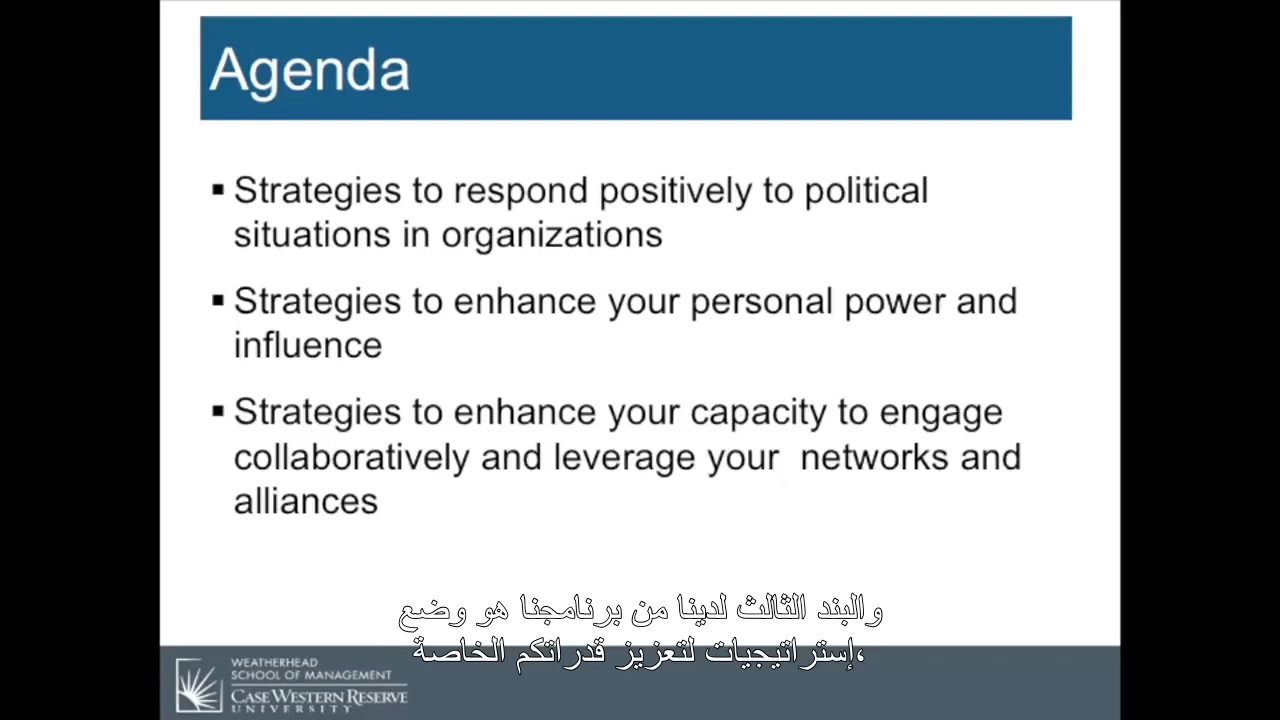 Agenda
▪ Strategies to respond positively to political
situations in organizations
▪ Strategies to enhance your personal power and
influence
▪ Strategies to enhance your capacity to engage
collaboratively and leverage your  networks and
alliances
والبند الثالث لدينا من برنامجنا هو وضع
إستراتيجيات لتعزيز قدراتكم الخاصة،
WEATHERHEAD
SCHOOL OF MANAGEMENT
CASE WESTERN RESERVE
UNIVERSITY